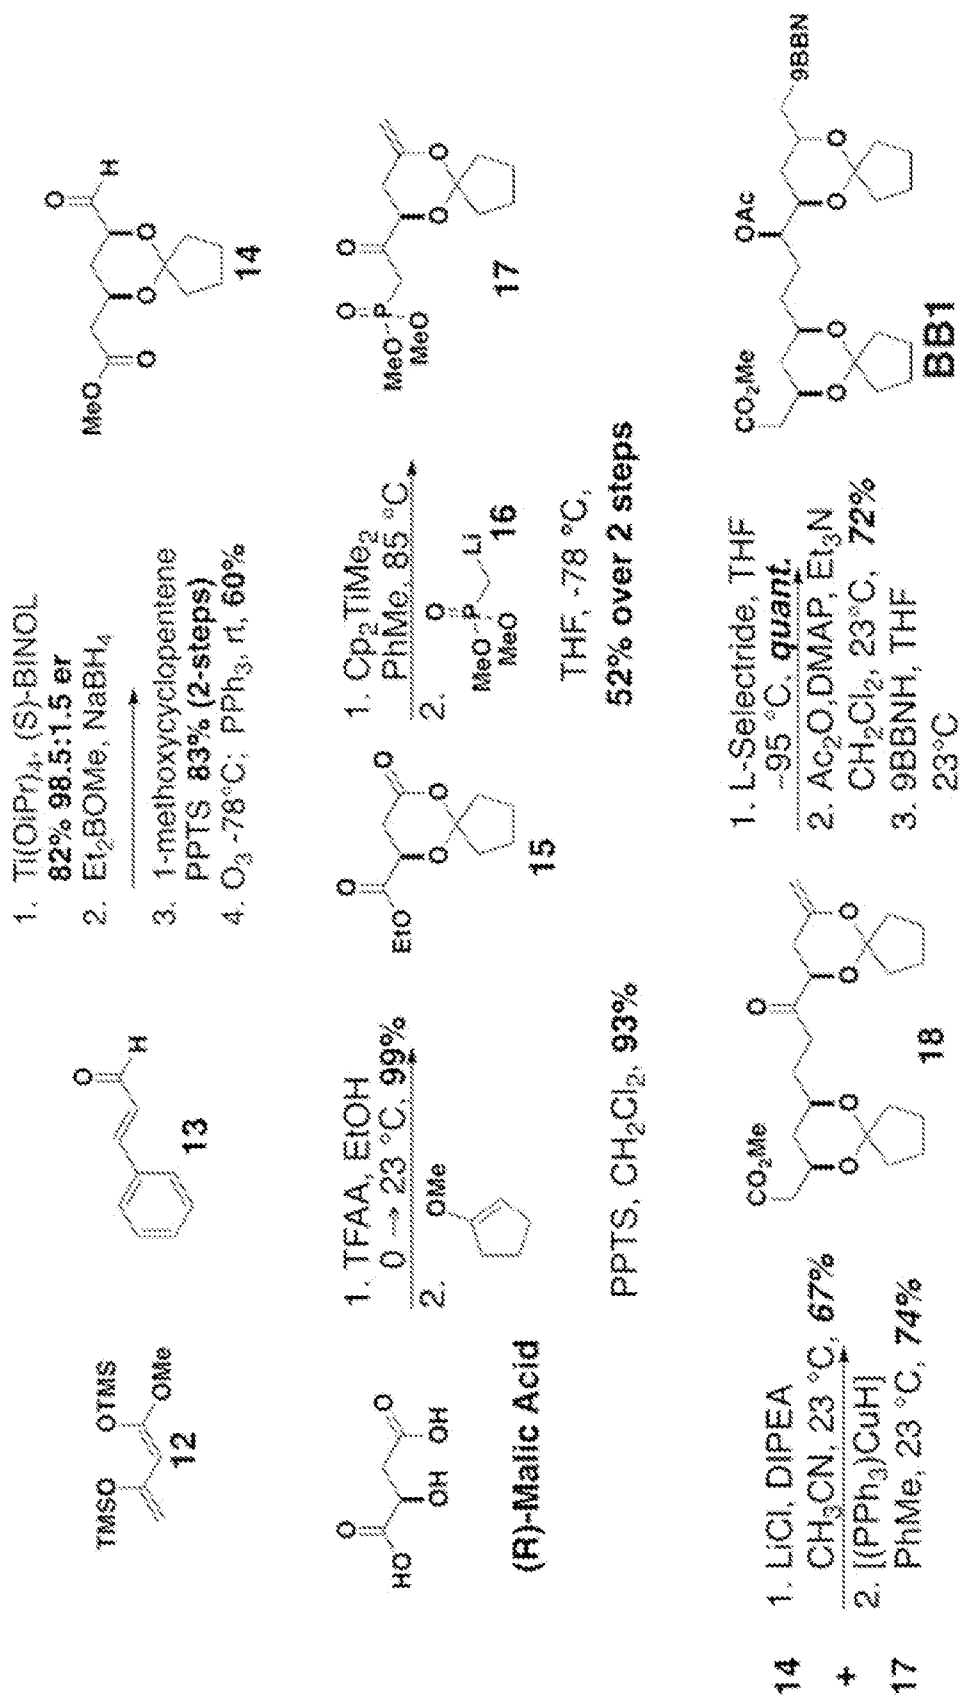 TMSO OTMS
OMe
12
O
H
13
1. Ti(OiPr)4, (S)-BINOL
82% 98.5:1.5 er
2. Et2BOMe, NaBH4
3. 1-methoxycyclopentene
PPTS 83% (2-steps)
4. O3 -78°C; PPh3, rt, 60%
MeO O O O O H
14
O
HO OH OH O
(R)-Malic Acid
1. TFAA, EtOH
0 → 23 °C, 99%
2.
OMe
PPTS, CH2Cl2, 93%
O
EtO O O O
15
1. Cp2TiMe2
PhMe, 85 °C
2.
O
MeO P Li
MeO
16
THF, -78 °C,
52% over 2 steps
O O
MeO P
MeO O O
17
14
+
17
1. LiCl, DIPEA
CH3CN, 23 °C, 67%
2. [(PPh3)CuH]
PhMe, 23 °C, 74%
CO2Me O
O O O O
18
1. L-Selectride, THF
-95 °C, quant.
2. Ac2O, DMAP, Et3N
CH2Cl2, 23°C, 72%
3. 9BBNH, THF
23°C
CO2Me OAc
O O O O 9BBN
BB1